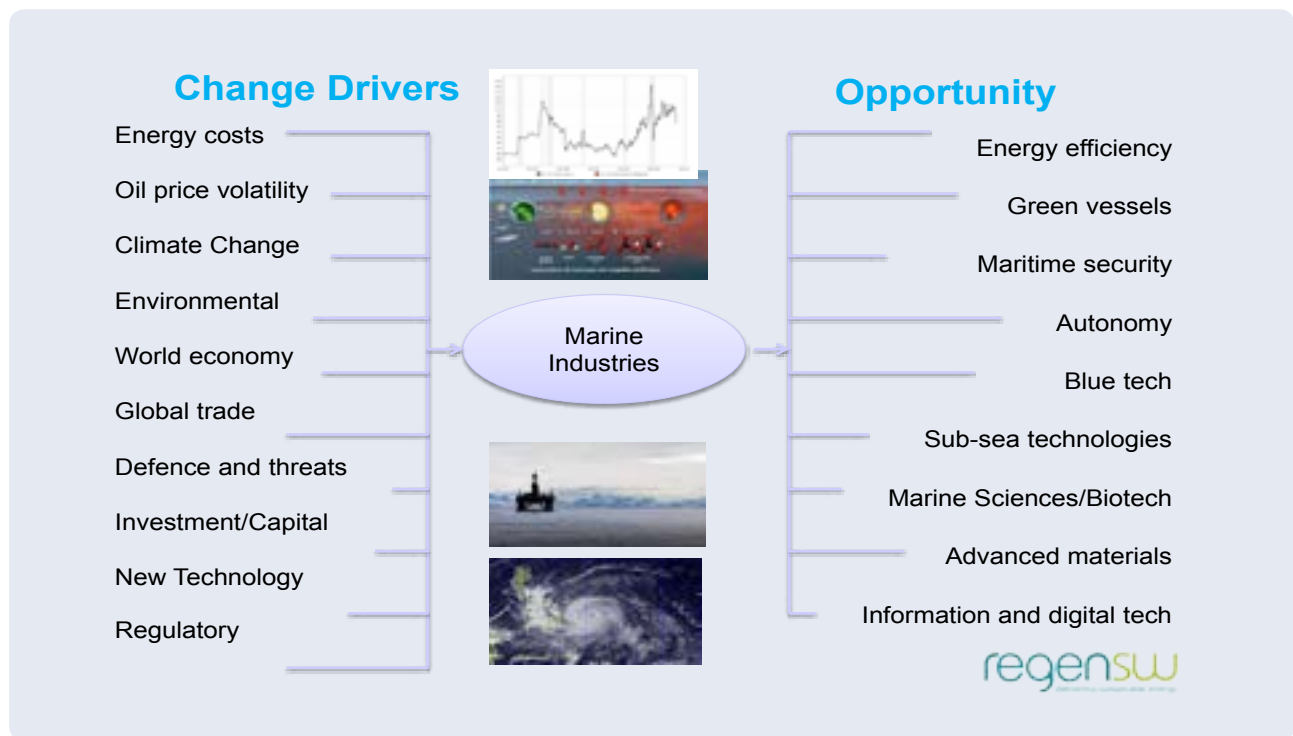 Change Drivers
Energy costs
Oil price volatility
Climate Change
Environmental
World economy
Global trade
Defence and threats
Investment/Capital
New Technology
Regulatory
Marine
Industries
Opportunity
Energy efficiency
Green vessels
Maritime security
Autonomy
Blue tech
Sub-sea technologies
Marine Sciences/Biotech
Advanced materials
Information and digital tech
regensw